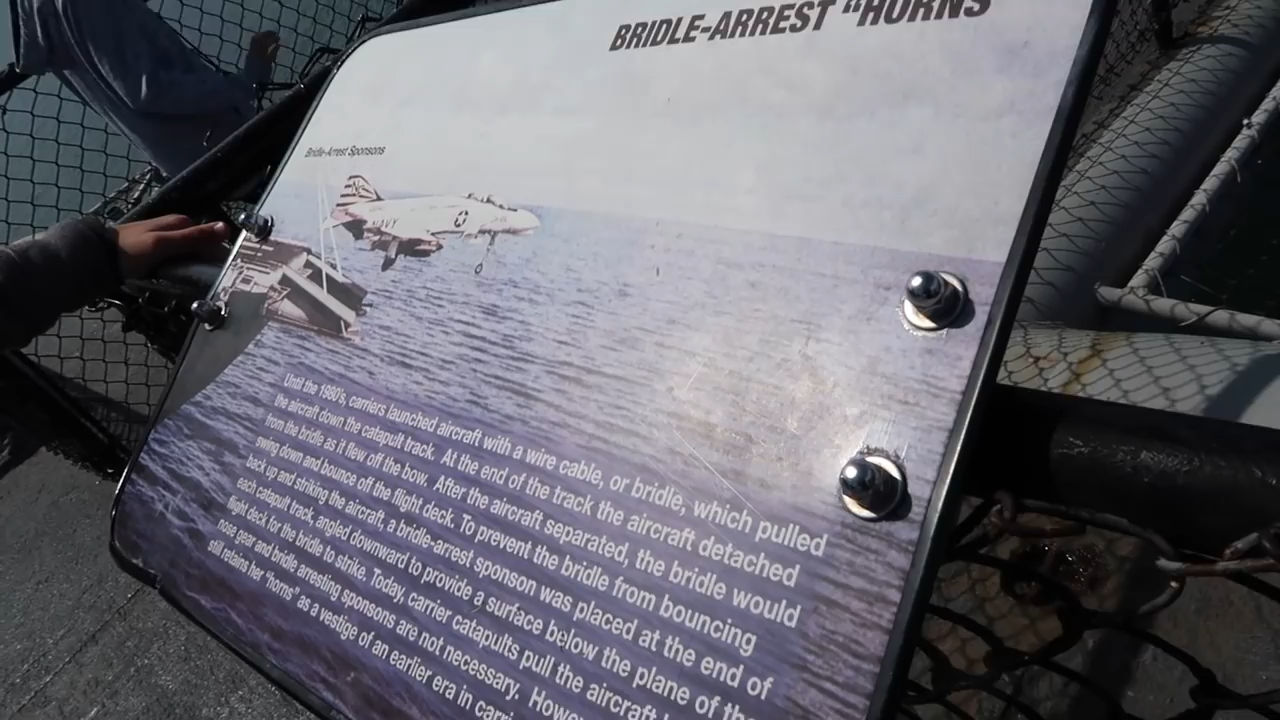 BRIDLE-ARREST “HORNS
Bridle-Arrest Sponsons
NAVY
Until the 1980's, carriers launched aircraft with a wire cable, or bridle, which pulled
the aircraft down the catapult track. At the end of the track the aircraft detached
from the bridle as it flew off the bow. After the aircraft separated, the bridle would
swing down and bounce off the flight deck. To prevent the bridle from bouncing
back up and striking the aircraft, a bridle-arrest sponson was placed at the end of
each catapult track, angled downward to provide a surface below the plane of the
flight deck for the bridle to strike. Today, carrier catapults pull the aircraft
nose gear and bridle arresting sponsons are not necessary.
still retains her "horns" as a vestige of an earlier era in